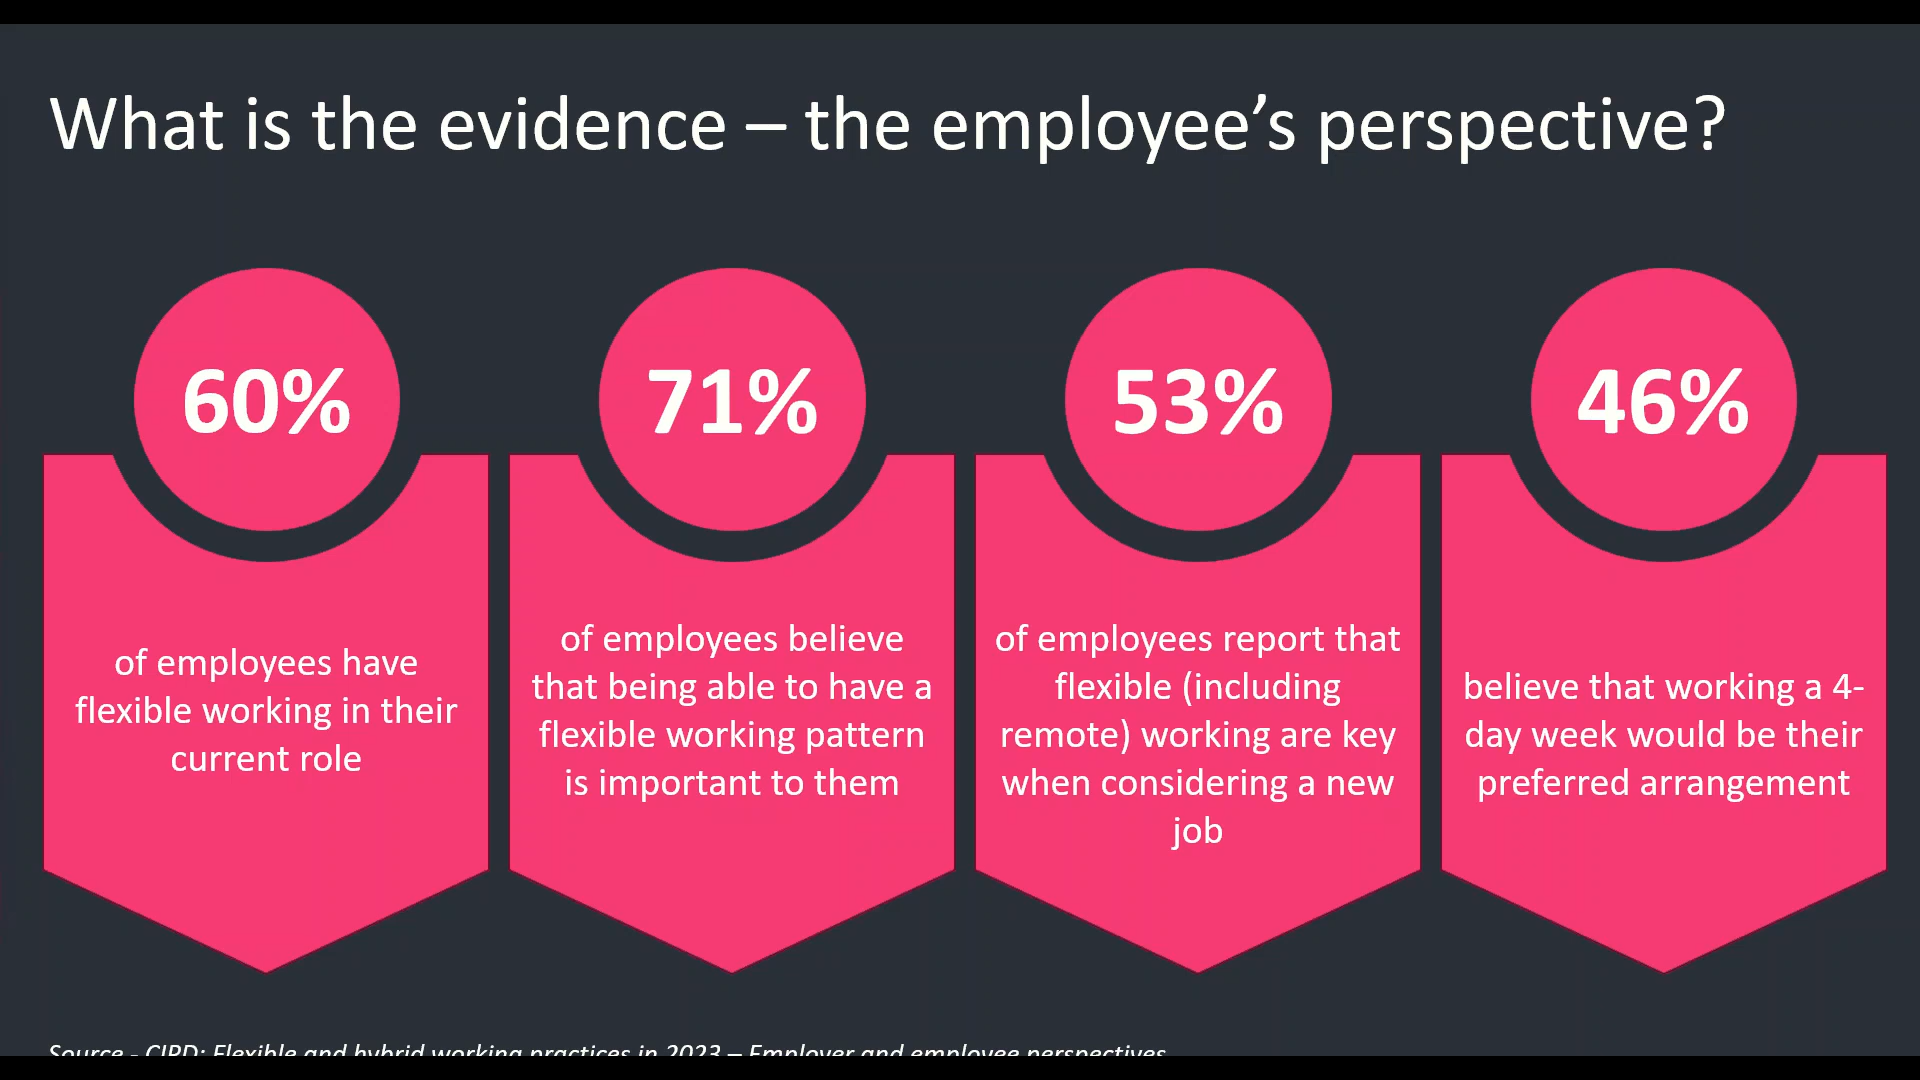 What is the evidence – the employee’s perspective?
60%
of employees have
flexible working in their
current role
71%
of employees believe
that being able to have a
flexible working pattern
is important to them
53%
of employees report that
flexible (including
remote) working are key
when considering a new
job
46%
believe that working a 4-
day week would be their
preferred arrangement
Source - CIPD: Flexible and hybrid working practices in 2023 – Employer and employee perspectives